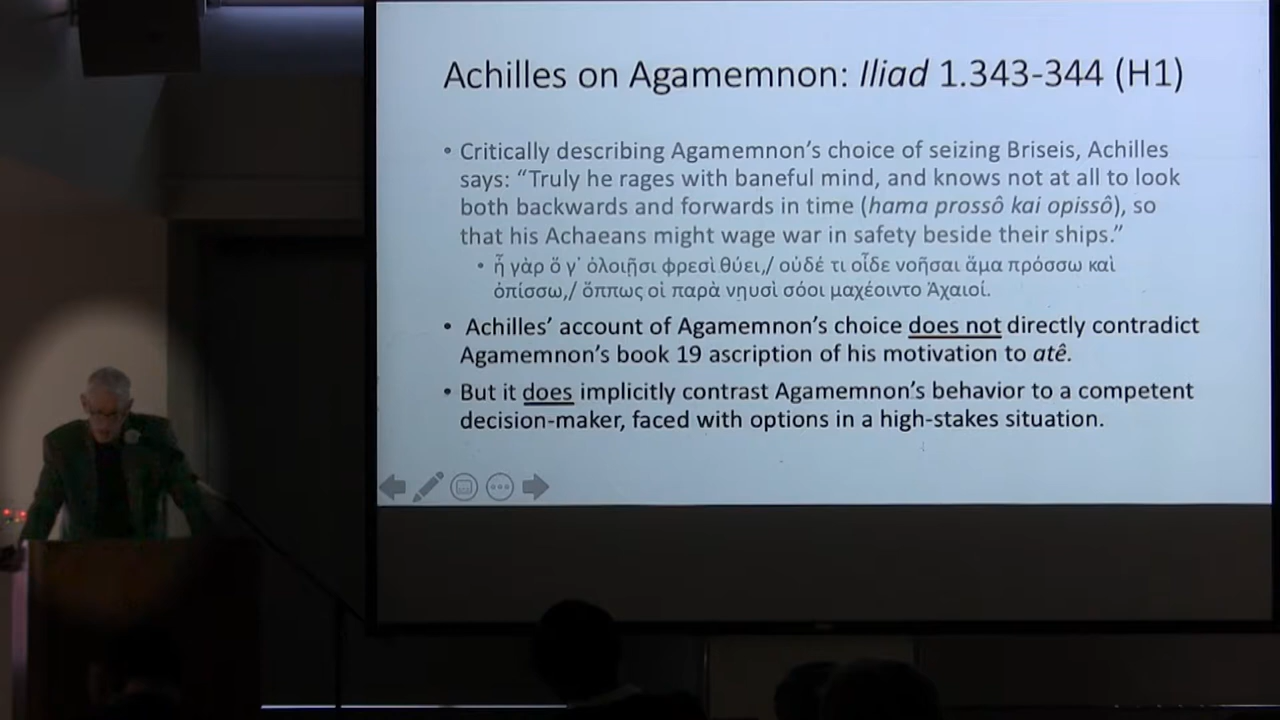 Achilles on Agamemnon: Iliad 1.343-344 (H1)
• Critically describing Agamemnon’s choice of seizing Briseis, Achilles
says: “Truly he rages with baneful mind, and knows not at all to look
both backwards and forwards in time (hama prossô kai opissô), so
that his Achaeans might wage war in safety beside their ships.”
• ἦ γὰρ ὅ γ᾽ ὀλοιῇσι φρεσὶ θύει,/ οὐδέ τι οἶδε νοῆσαι ἅμα πρόσσω καὶ
ὀπίσσω,/ ὅππως οἱ παρὰ νηυσὶ σόοι μαχέοιντο Ἀχαιοί.
• Achilles’ account of Agamemnon’s choice does not directly contradict
Agamemnon’s book 19 ascription of his motivation to atê.
• But it does implicitly contrast Agamemnon’s behavior to a competent
decision-maker, faced with options in a high-stakes situation.